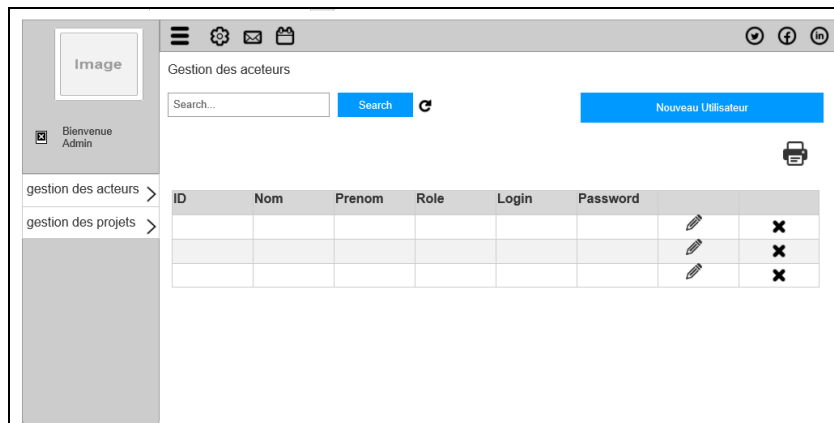 Image
Bienvenue
Admin
gestion des acteurs
gestion des projets
Gestion des aceteurs
Search...
Search
Nouveau Utilisateur
ID Nom Prenom Role Login Password